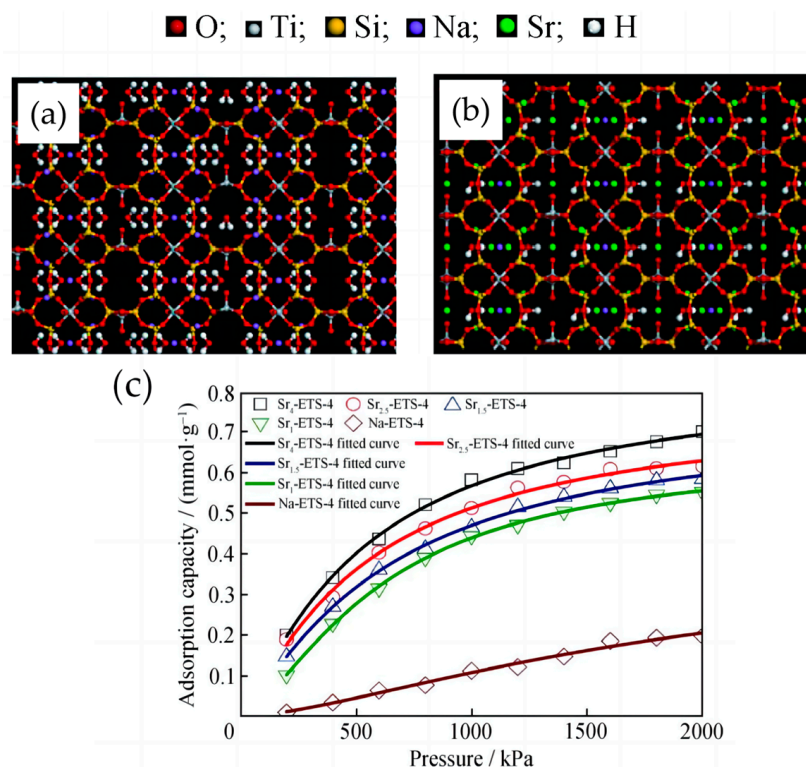 O; Ti; Si; Na; Sr; H
(a)
(b)
(c)
Adsorption capacity / (mmol·g⁻¹)
0.8
0.7
0.6
0.5
0.4
0.3
0.2
0.1
Sr₄-ETS-4 Sr₂.₅-ETS-4 Sr₁.₅-ETS-4
Sr₁-ETS-4 Na-ETS-4
Sr₄-ETS-4 fitted curve Sr₂.₅-ETS-4 fitted curve
Sr₁.₅-ETS-4 fitted curve
Sr₁-ETS-4 fitted curve
Na-ETS-4 fitted curve
0 500 1000 1500 2000
Pressure / kPa